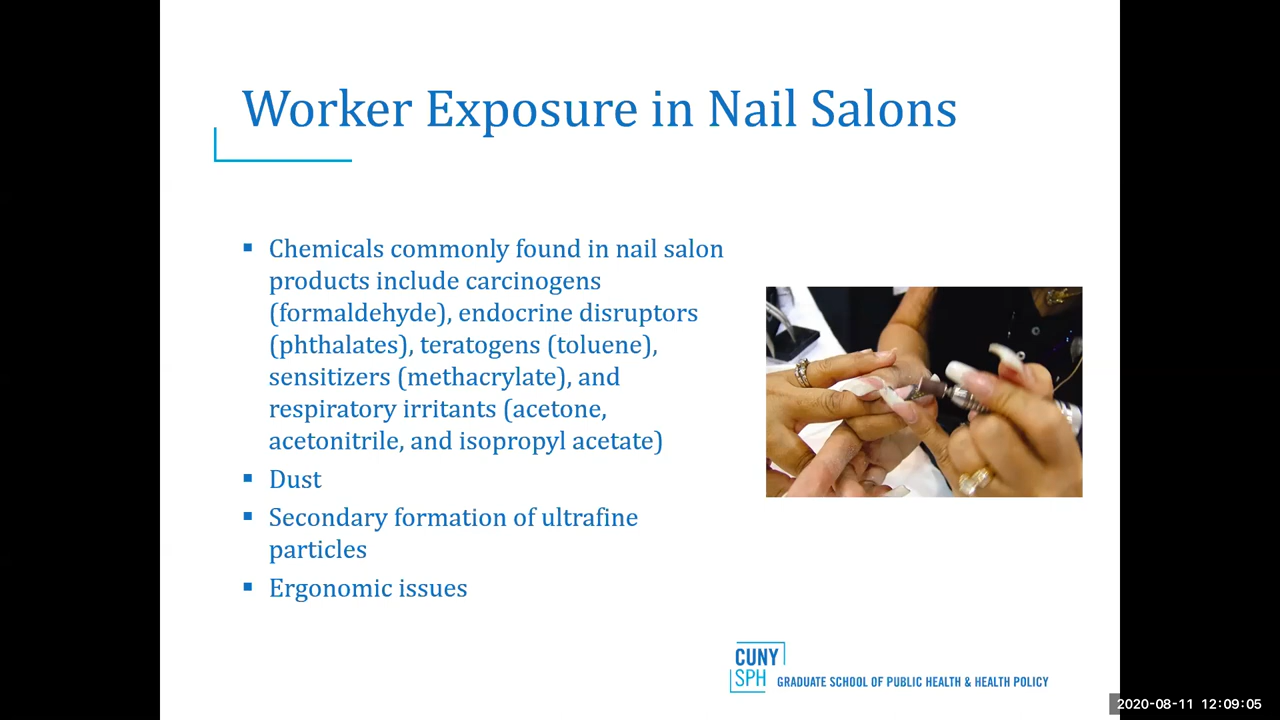 Worker Exposure in Nail Salons
▪ Chemicals commonly found in nail salon
products include carcinogens
(formaldehyde), endocrine disruptors
(phthalates), teratogens (toluene),
sensitizers (methacrylate), and
respiratory irritants (acetone,
acetonitrile, and isopropyl acetate)
▪ Dust
▪ Secondary formation of ultrafine
particles
▪ Ergonomic issues
CUNY
SPH GRADUATE SCHOOL OF PUBLIC HEALTH & HEALTH POLICY
2020-08-11 12:09:05